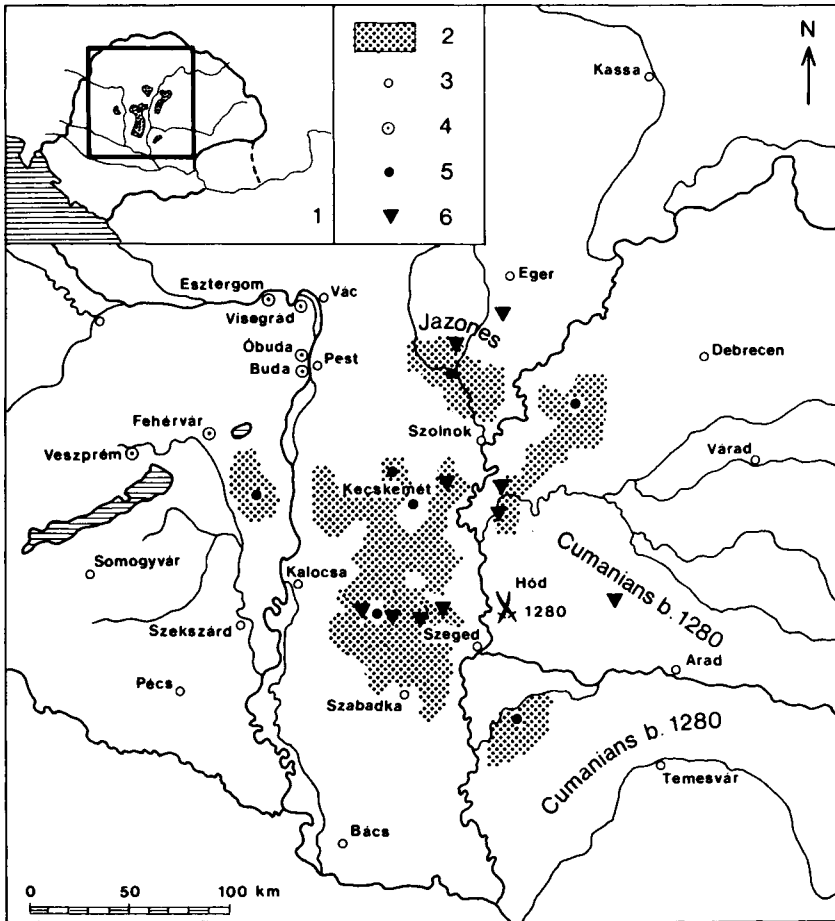 1
2
3
4
5
6
N
Kassa
Eger
Esztergom
Vác
Visegrád
Jazones
Óbuda
Pest
Buda
Debrecen
Fehérvár
Szolnok
Veszprém
Várad
Kecskemét
Somogyvár
Kalocsa
Hód
1280
Cumanians b. 1280
Szekszárd
Szeged
Arad
Pécs
Szabadka
Cumanians b. 1280
Temesvár
Bács
0 50 100 km